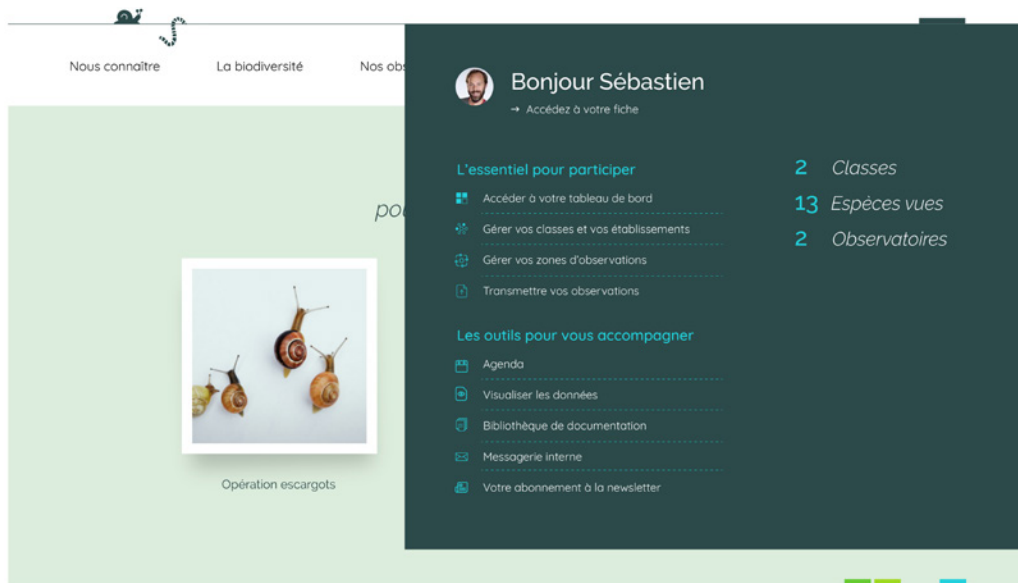 Nous connaître
La biodiversité
Nos obs
Bonjour Sébastien
→ Accédez à votre fiche
L'essentiel pour participer
Accéder à votre tableau de bord
Gérer vos classes et vos établissements
Gérer vos zones d'observations
Transmettre vos observations
Les outils pour vous accompagner
Agenda
Visualiser les données
Bibliothèque de documentation
Messagerie interne
Votre abonnement à la newsletter
2 Classes
13 Espèces vues
2 Observatoires
po
Opération escargots